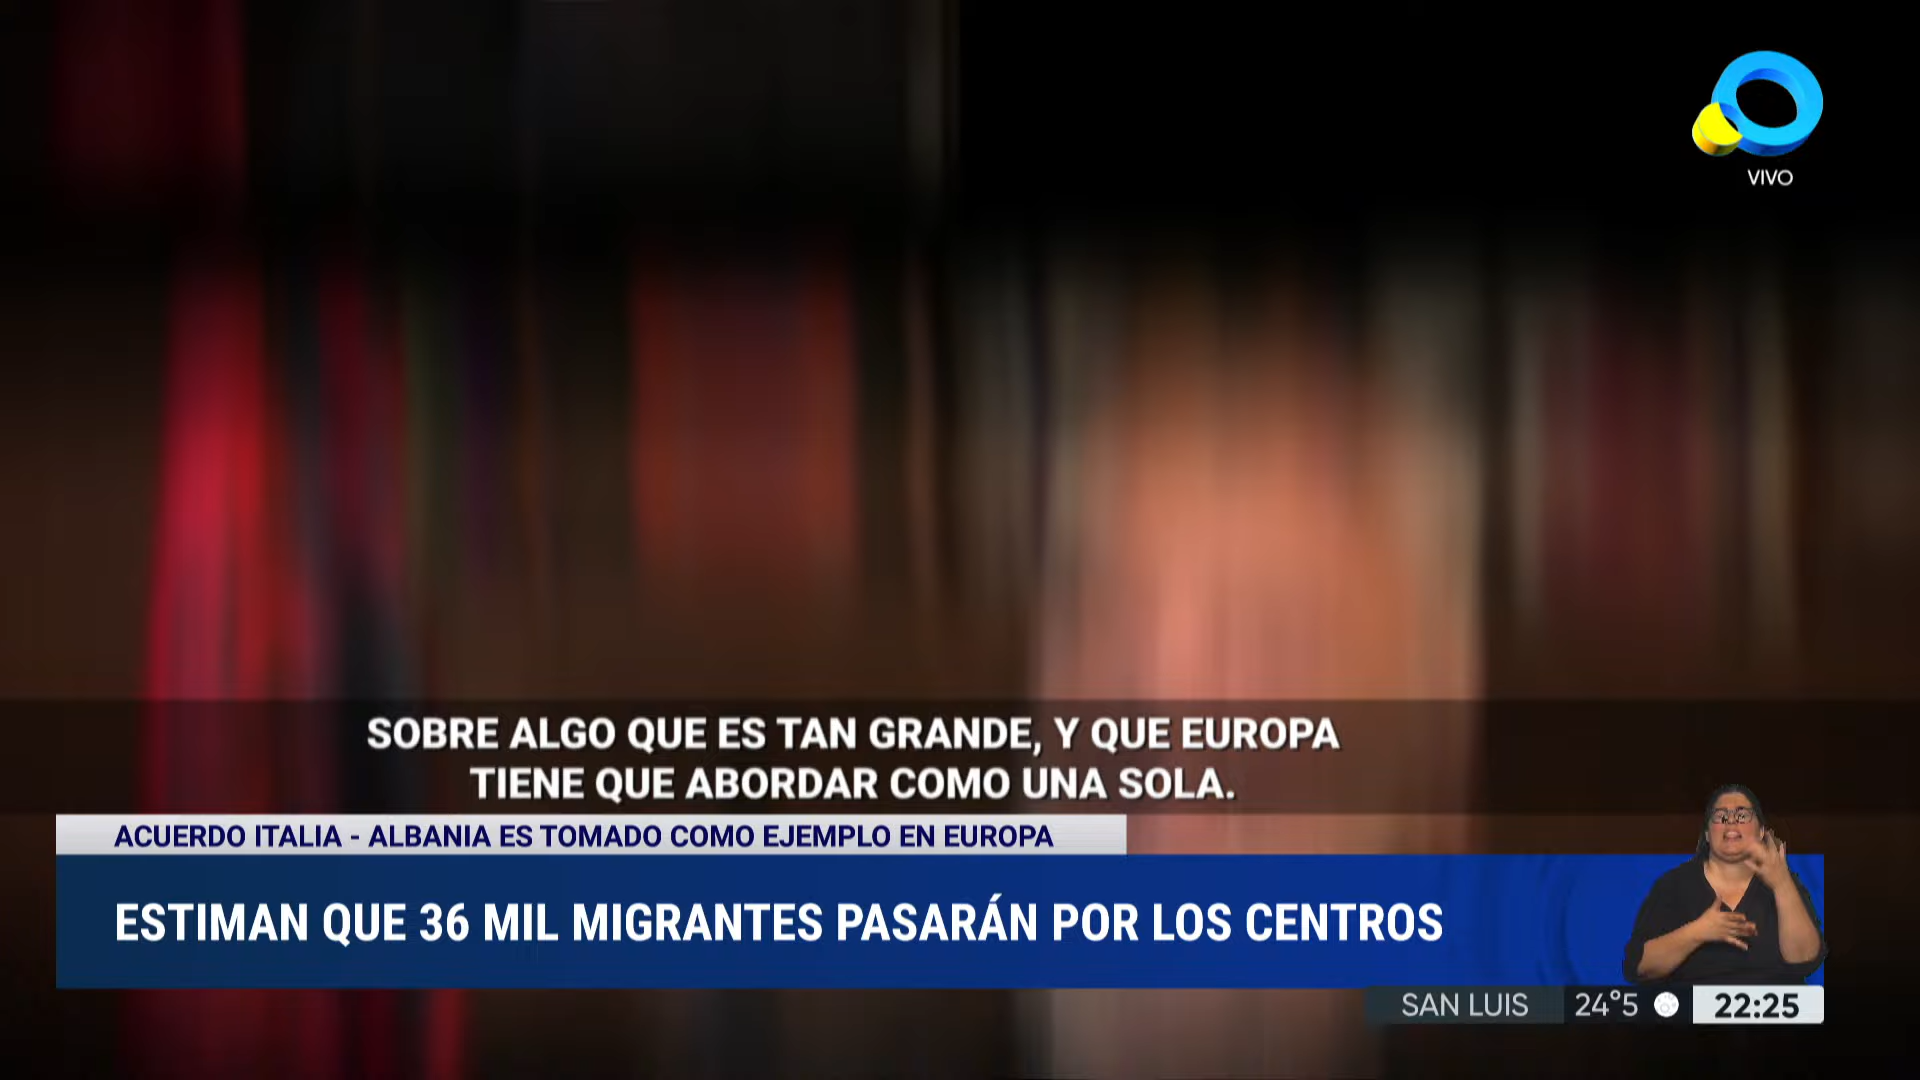 VIVO
SOBRE ALGO QUE ES TAN GRANDE, Y QUE EUROPA
TIENE QUE ABORDAR COMO UNA SOLA.
ACUERDO ITALIA - ALBANIA ES TOMADO COMO EJEMPLO EN EUROPA
ESTIMAN QUE 36 MIL MIGRANTES PASARÁN POR LOS CENTROS
SAN LUIS 24°5 22:25